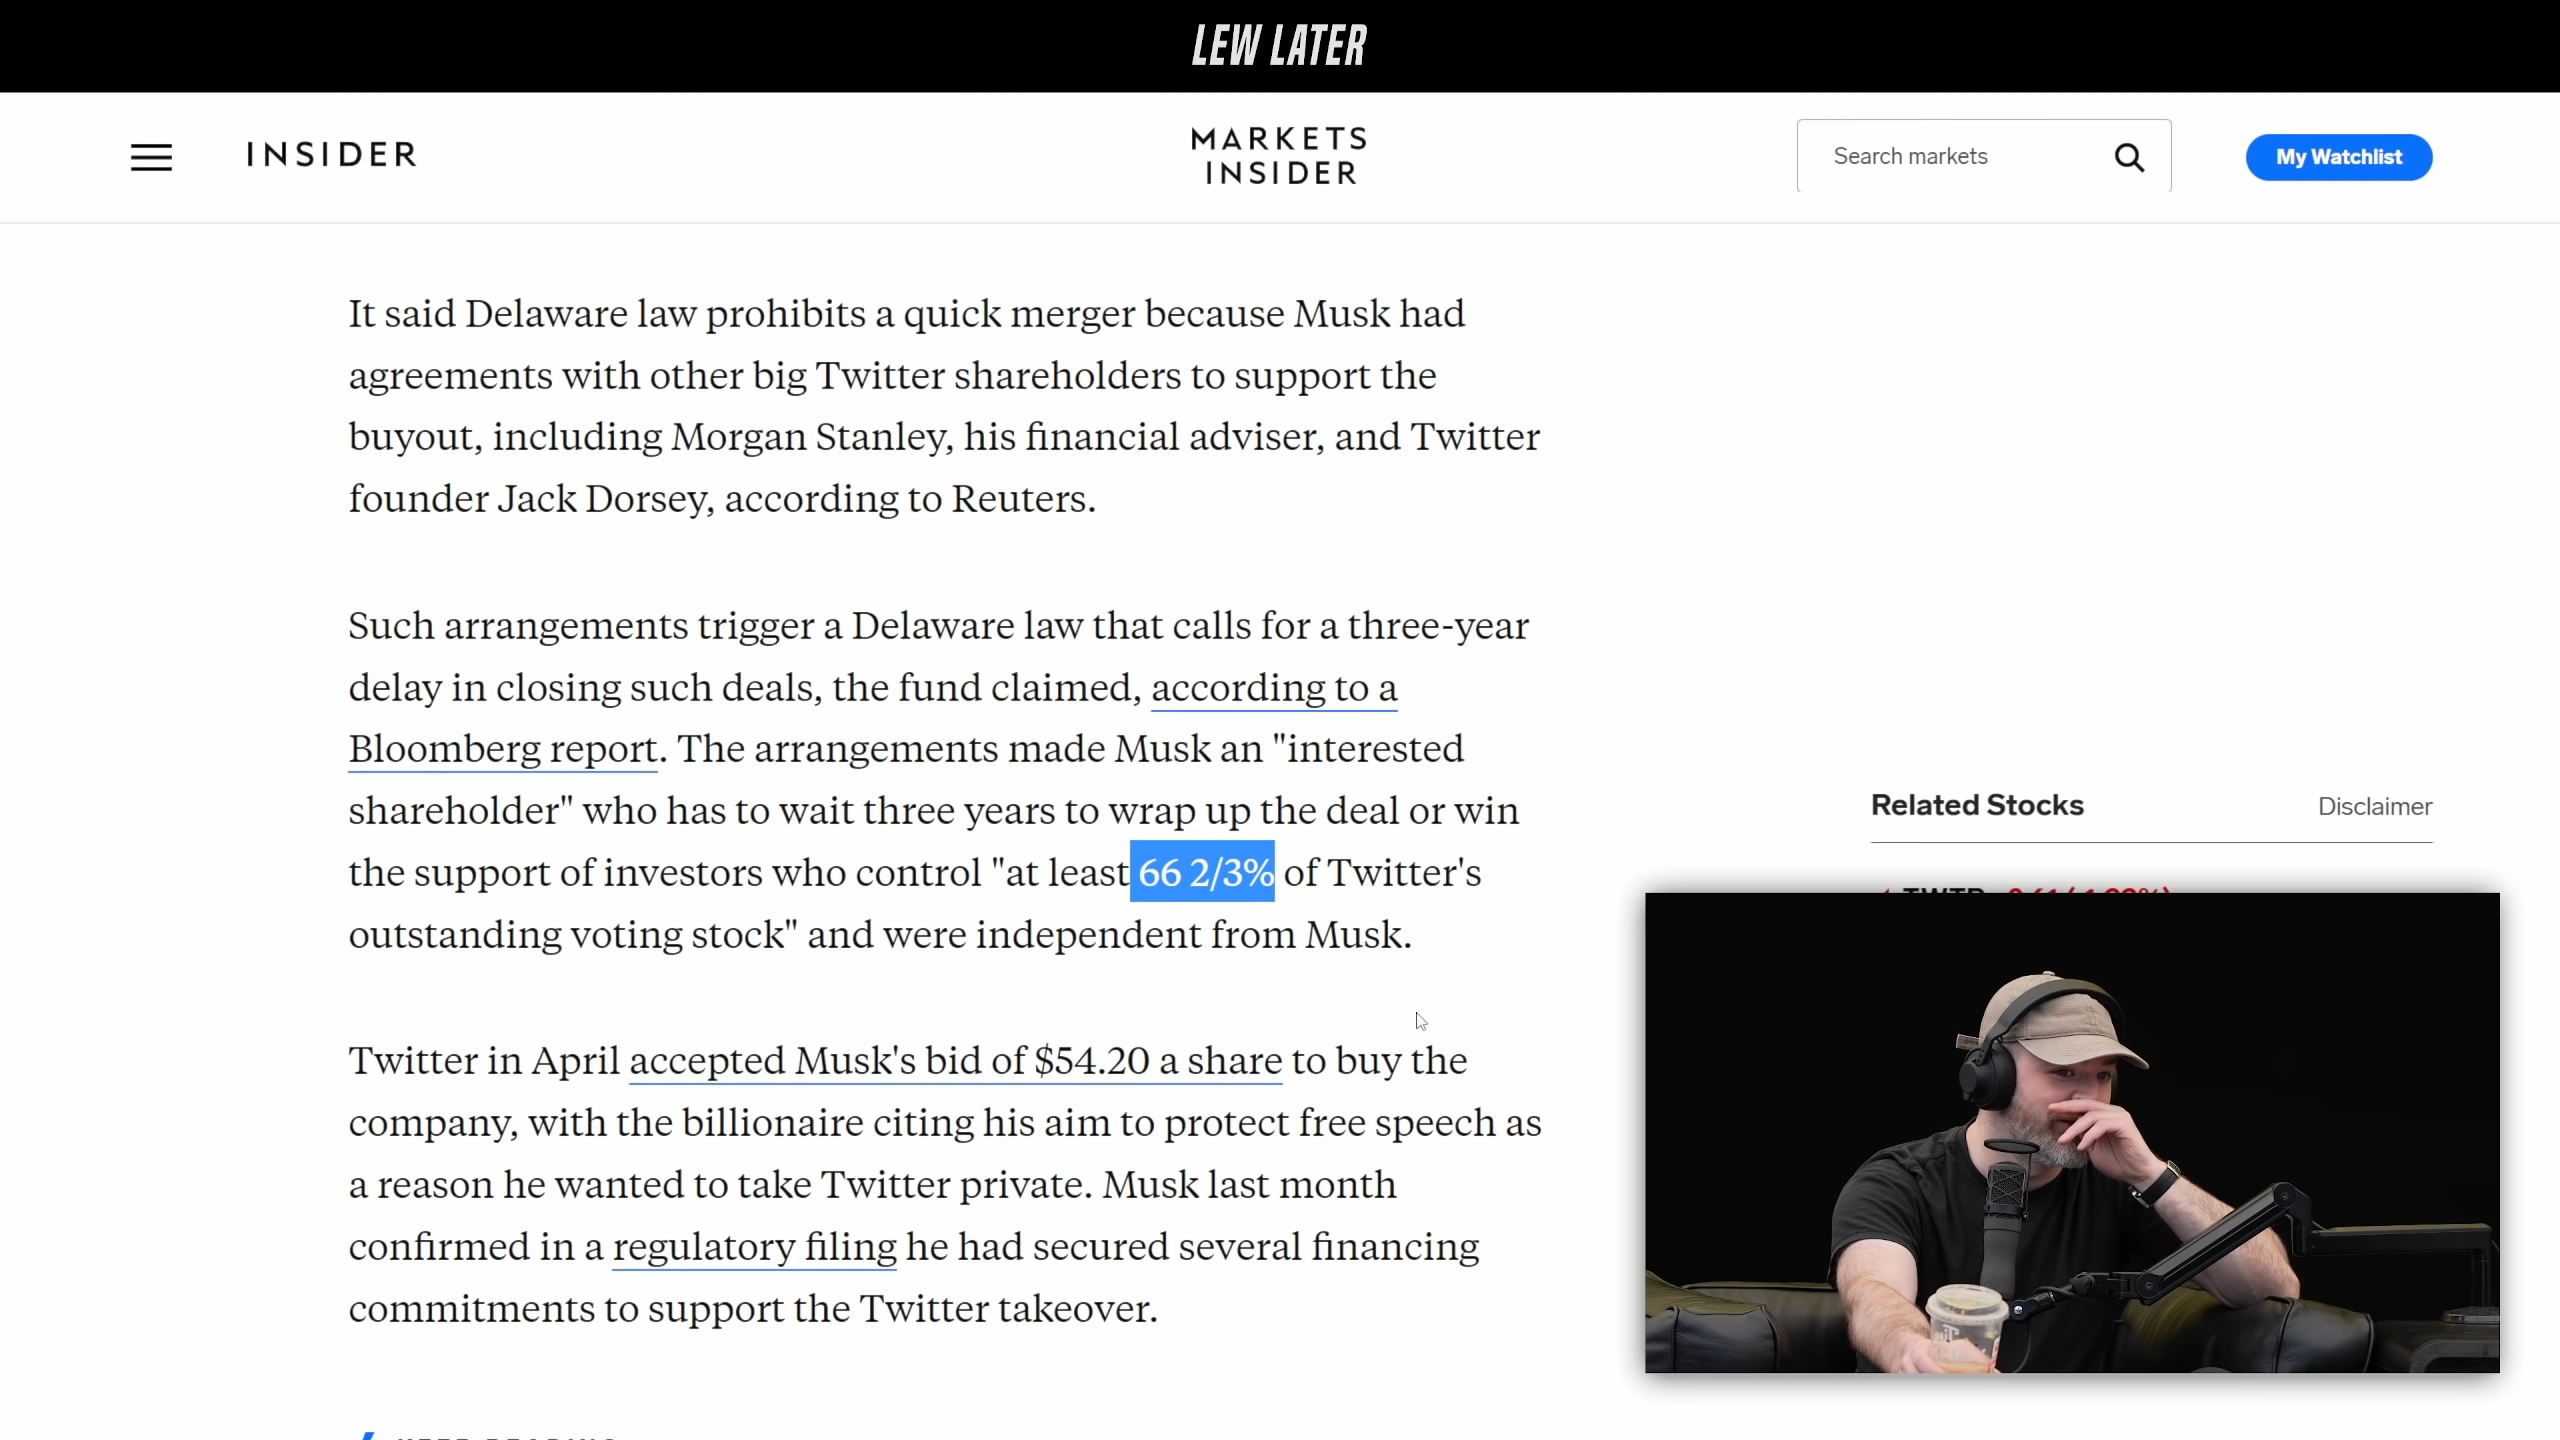 LEW LATER
INSIDER
MARKETS
INSIDER
Search markets
My Watchlist
It said Delaware law prohibits a quick merger because Musk had
agreements with other big Twitter shareholders to support the
buyout, including Morgan Stanley, his financial adviser, and Twitter
founder Jack Dorsey, according to Reuters.
Such arrangements trigger a Delaware law that calls for a three-year
delay in closing such deals, the fund claimed, according to a
Bloomberg report. The arrangements made Musk an "interested
shareholder" who has to wait three years to wrap up the deal or win
the support of investors who control "at least 66 2/3% of Twitter's
outstanding voting stock" and were independent from Musk.
Twitter in April accepted Musk's bid of $54.20 a share to buy the
company, with the billionaire citing his aim to protect free speech as
a reason he wanted to take Twitter private. Musk last month
confirmed in a regulatory filing he had secured several financing
commitments to support the Twitter takeover.
Related Stocks
Disclaimer